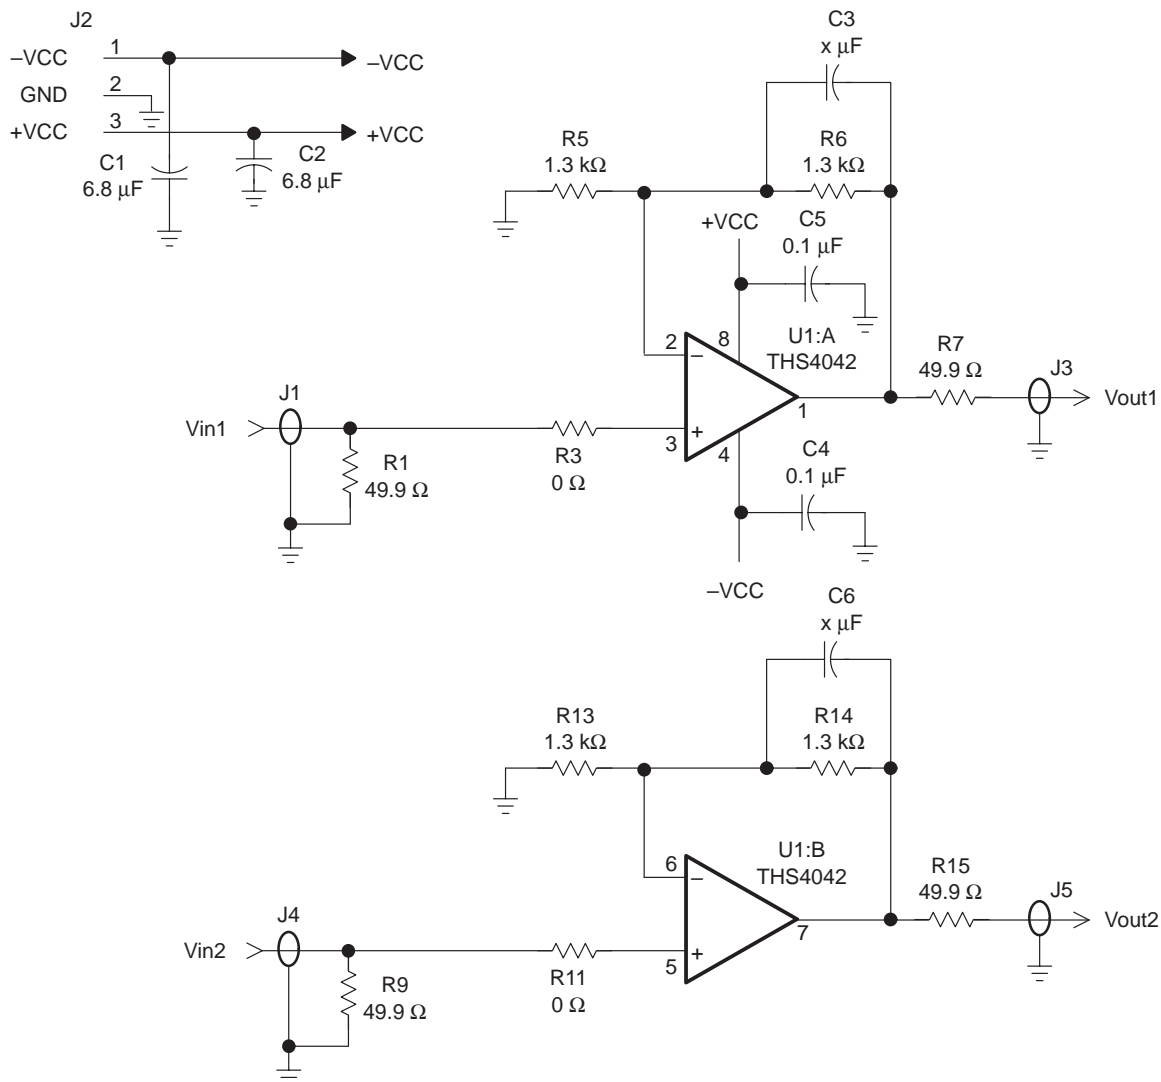 J2
–VCC
1
–VCC
GND
2
+VCC
3
+VCC
C1
6.8 µF
C2
6.8 µF
C3
x µF
R5
1.3 kΩ
R6
1.3 kΩ
+VCC
C5
0.1 µF
2
–
8
U1:A
THS4042
R7
49.9 Ω
J3
Vout1
1
Vin1
J1
R1
49.9 Ω
R3
0 Ω
3
+
4
C4
0.1 µF
–VCC
C6
x µF
R13
1.3 kΩ
R14
1.3 kΩ
6
–
U1:B
THS4042
R15
49.9 Ω
J5
Vout2
7
Vin2
J4
R9
49.9 Ω
R11
0 Ω
5
+